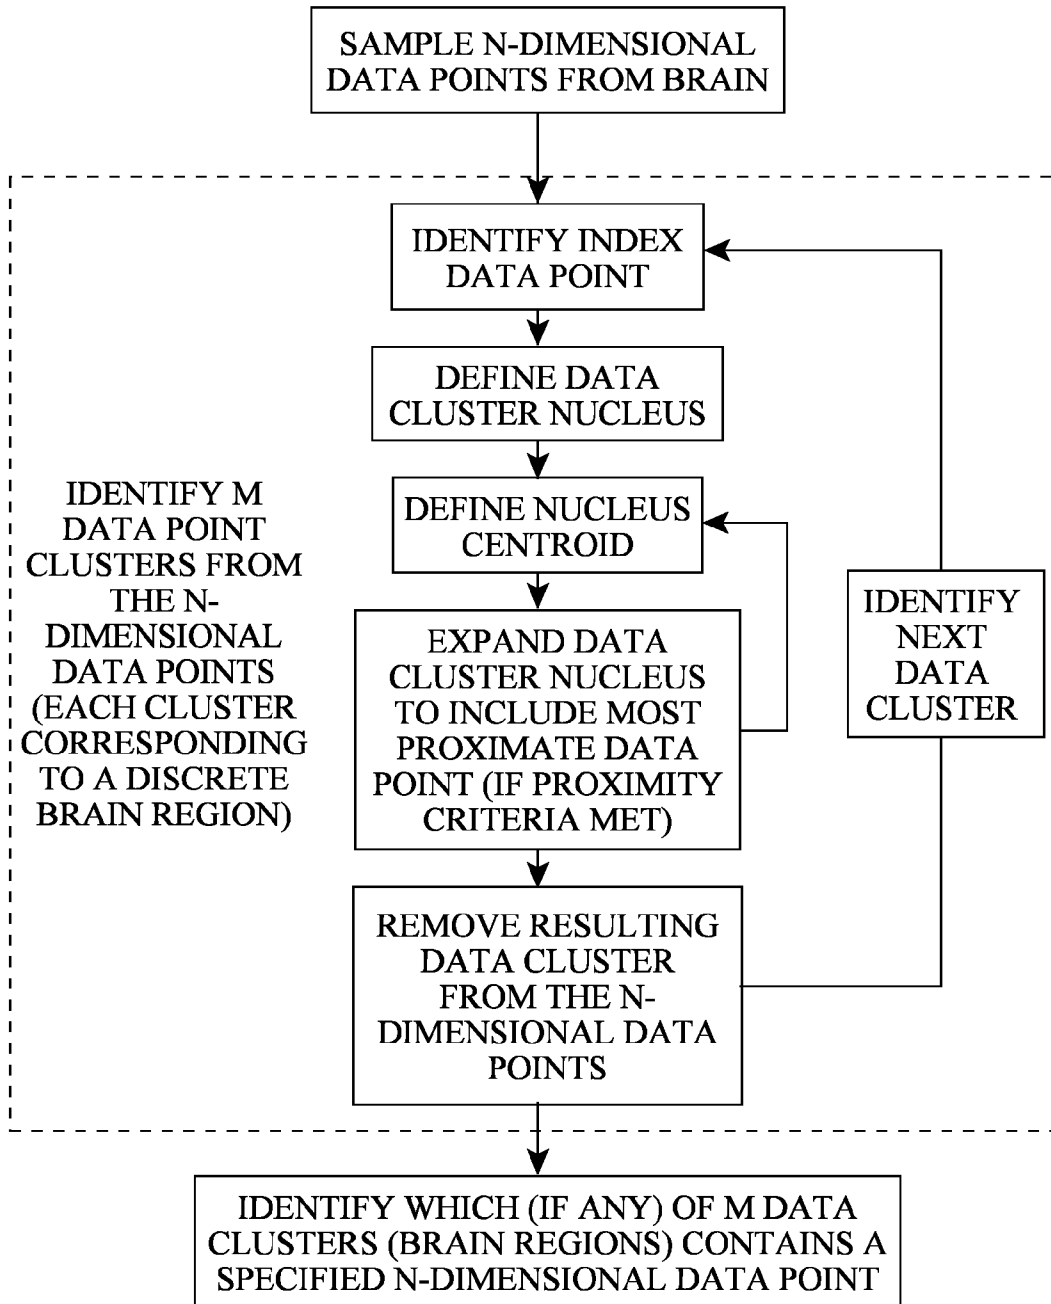 SAMPLE N-DIMENSIONAL
DATA POINTS FROM BRAIN
IDENTIFY INDEX
DATA POINT
DEFINE DATA
CLUSTER NUCLEUS
DEFINE NUCLEUS
CENTROID
EXPAND DATA
CLUSTER NUCLEUS
TO INCLUDE MOST
PROXIMATE DATA
POINT (IF PROXIMITY
CRITERIA MET)
REMOVE RESULTING
DATA CLUSTER
FROM THE N-
DIMENSIONAL DATA
POINTS
IDENTIFY
NEXT
DATA
CLUSTER
IDENTIFY M
DATA POINT
CLUSTERS FROM
THE N-
DIMENSIONAL
DATA POINTS
(EACH CLUSTER
CORRESPONDING
TO A DISCRETE
BRAIN REGION)
IDENTIFY WHICH (IF ANY) OF M DATA
CLUSTERS (BRAIN REGIONS) CONTAINS A
SPECIFIED N-DIMENSIONAL DATA POINT